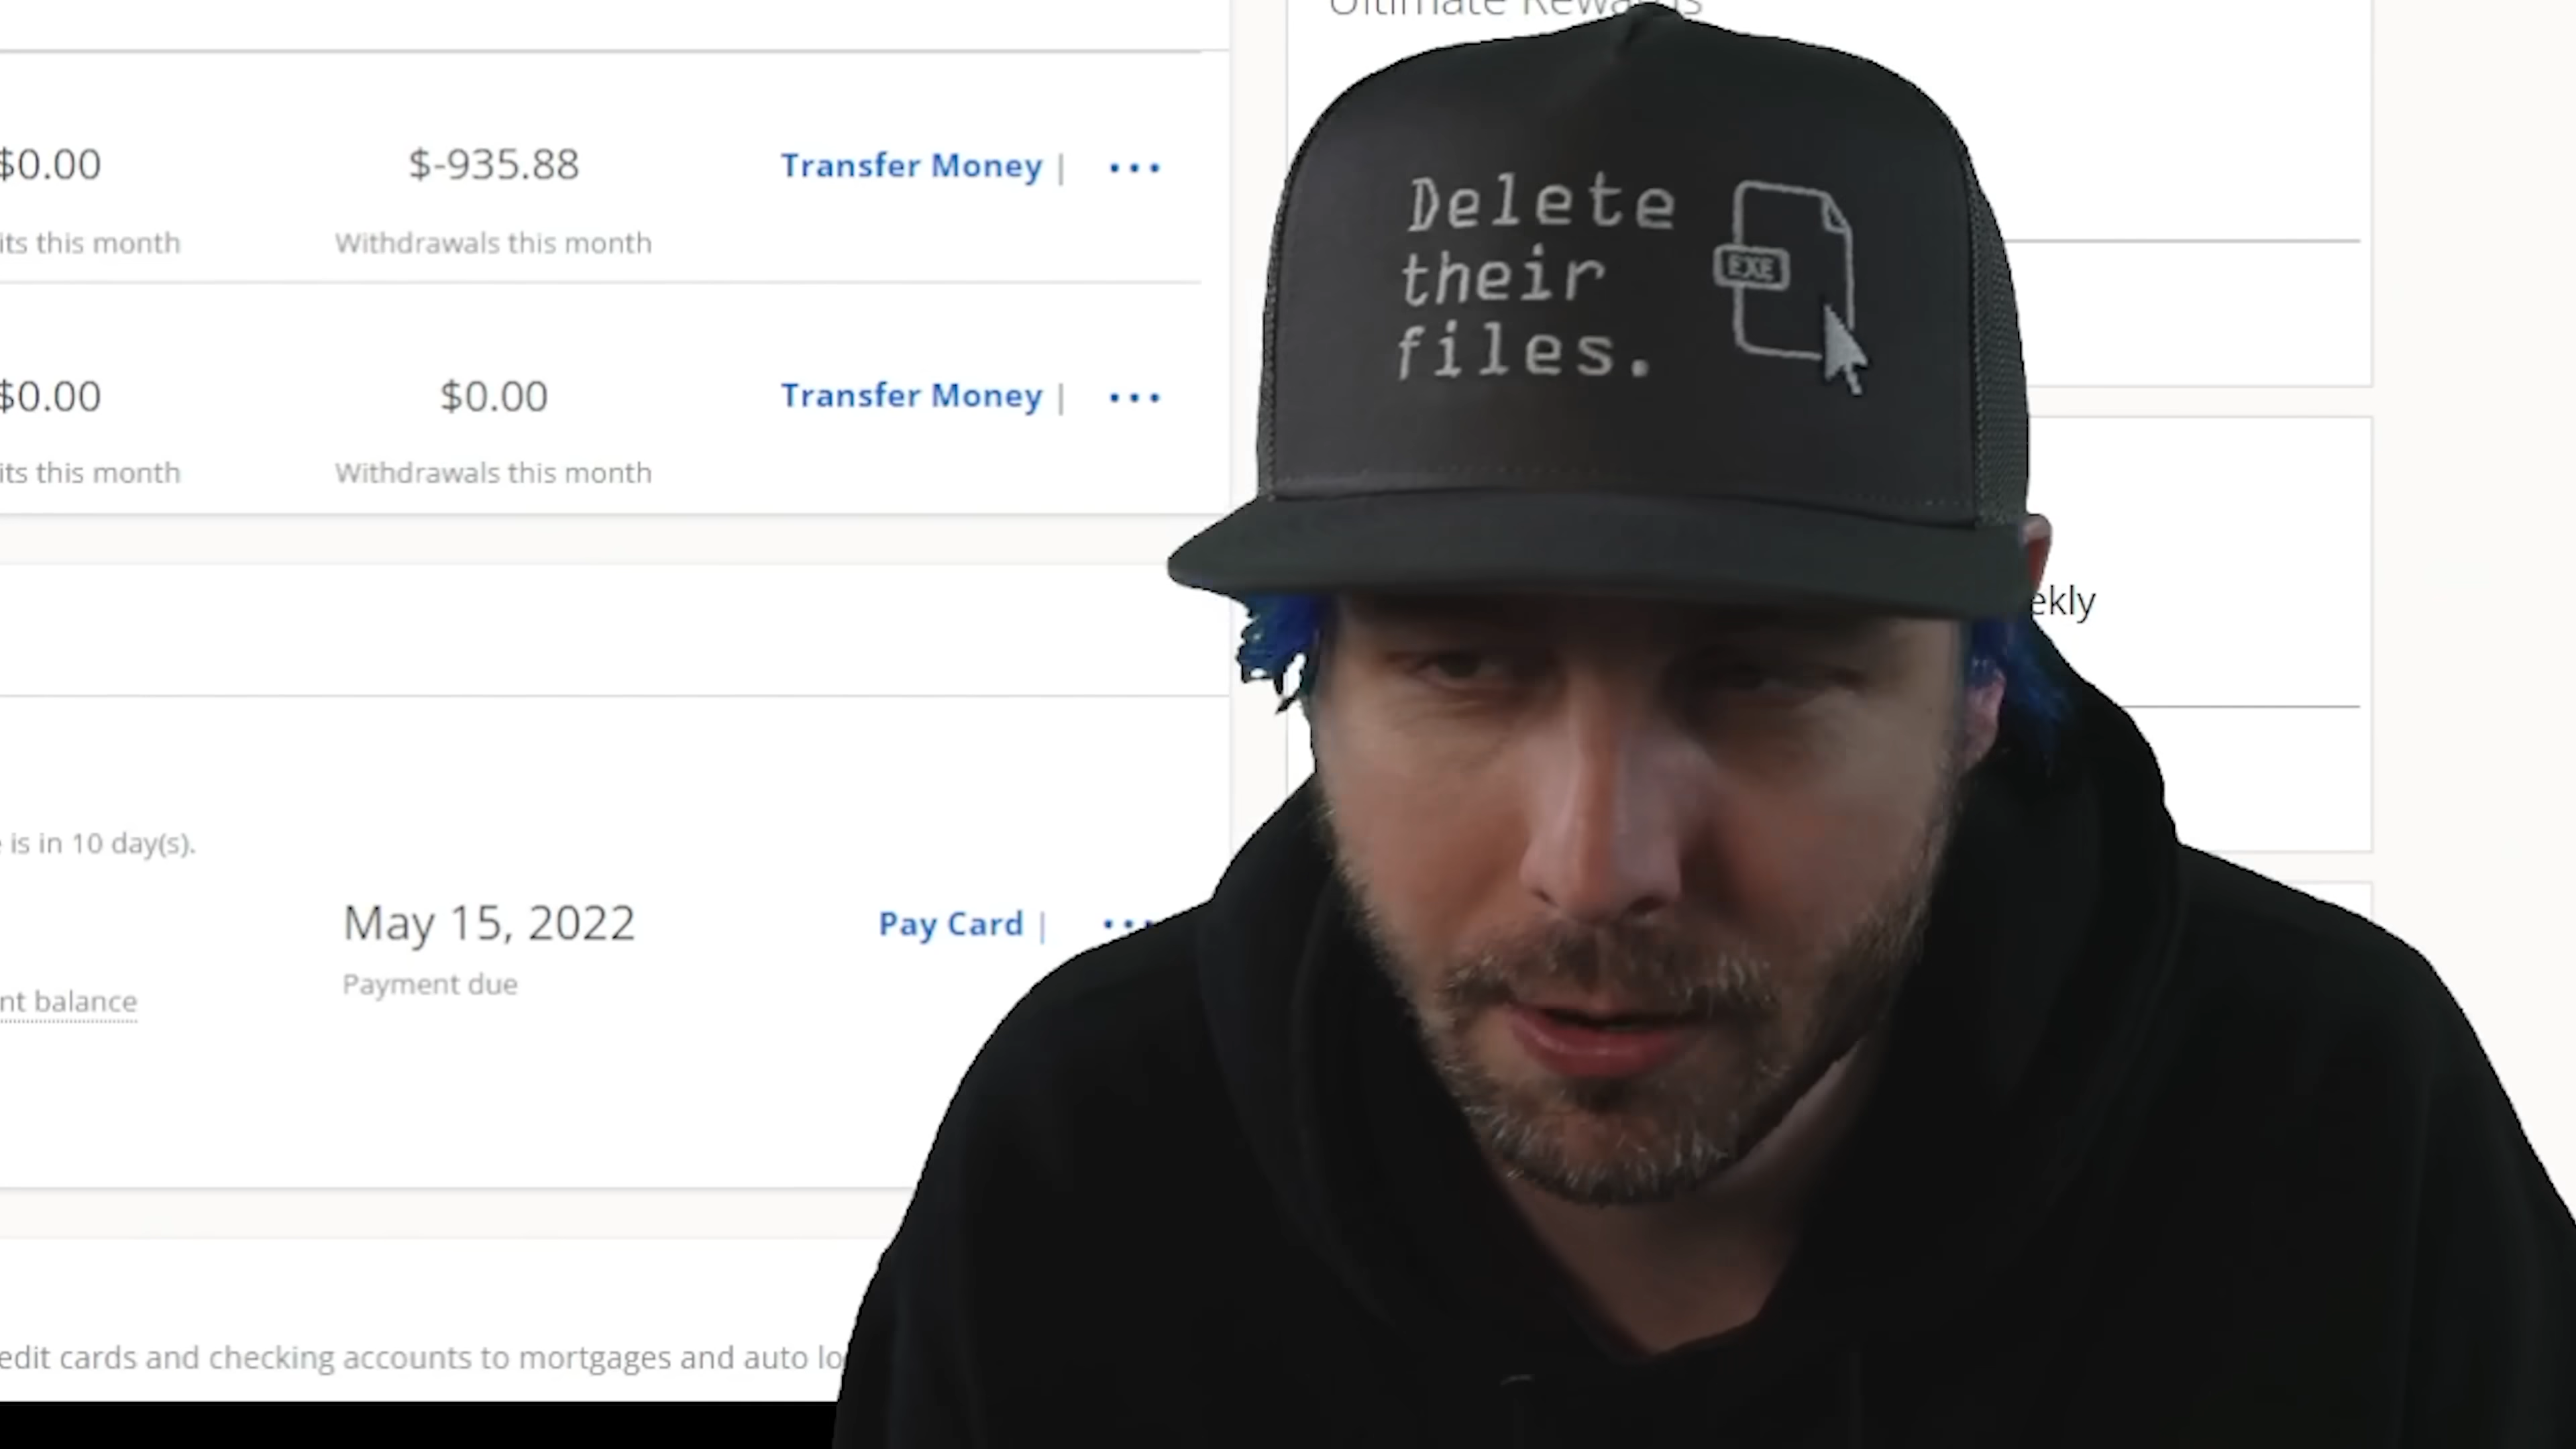 Ultimate Rewards
$0.00 $-935.88 Transfer Money | ...
its this month Withdrawals this month
$0.00 $0.00 Transfer Money | ...
its this month Withdrawals this month
Delete
their
files.
EXE
ekly
is in 10 day(s).
May 15, 2022 Pay Card | ...
nt balance Payment due
edit cards and checking accounts to mortgages and auto lo